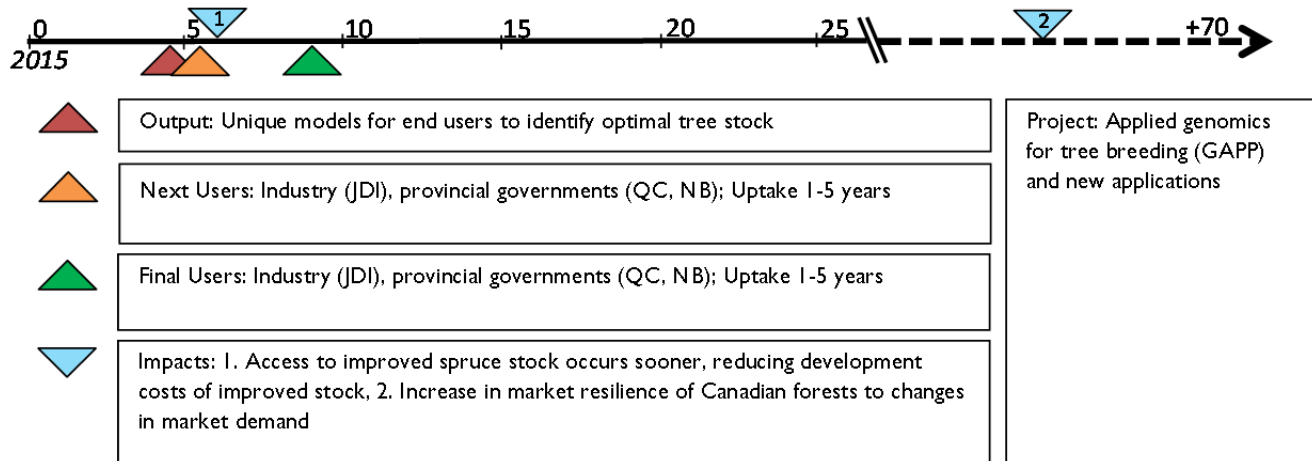 0 5 1 10 15 20 25 2 +70
2015
Output: Unique models for end users to identify optimal tree stock
Next Users: Industry (JDI), provincial governments (QC, NB); Uptake 1-5 years
Final Users: Industry (JDI), provincial governments (QC, NB); Uptake 1-5 years
Impacts: 1. Access to improved spruce stock occurs sooner, reducing development
costs of improved stock, 2. Increase in market resilience of Canadian forests to changes
in market demand
Project: Applied genomics
for tree breeding (GAPP)
and new applications